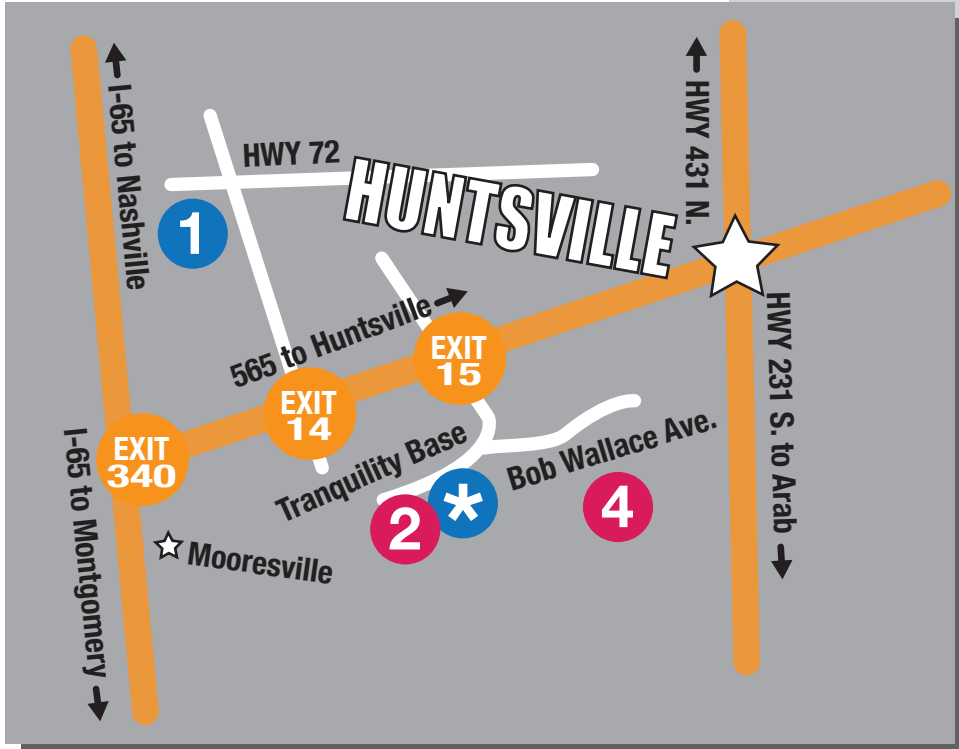 I-65 to Nashville
HWY 431 N.
HWY 72
HUNTSVILLE
1
565 to Huntsville
HWY 231 S. to Arab
EXIT
15
EXIT
14
EXIT
340
I-65 to Montgomery
Tranquility Base
Bob Wallace Ave.
2
*
4
Mooresville